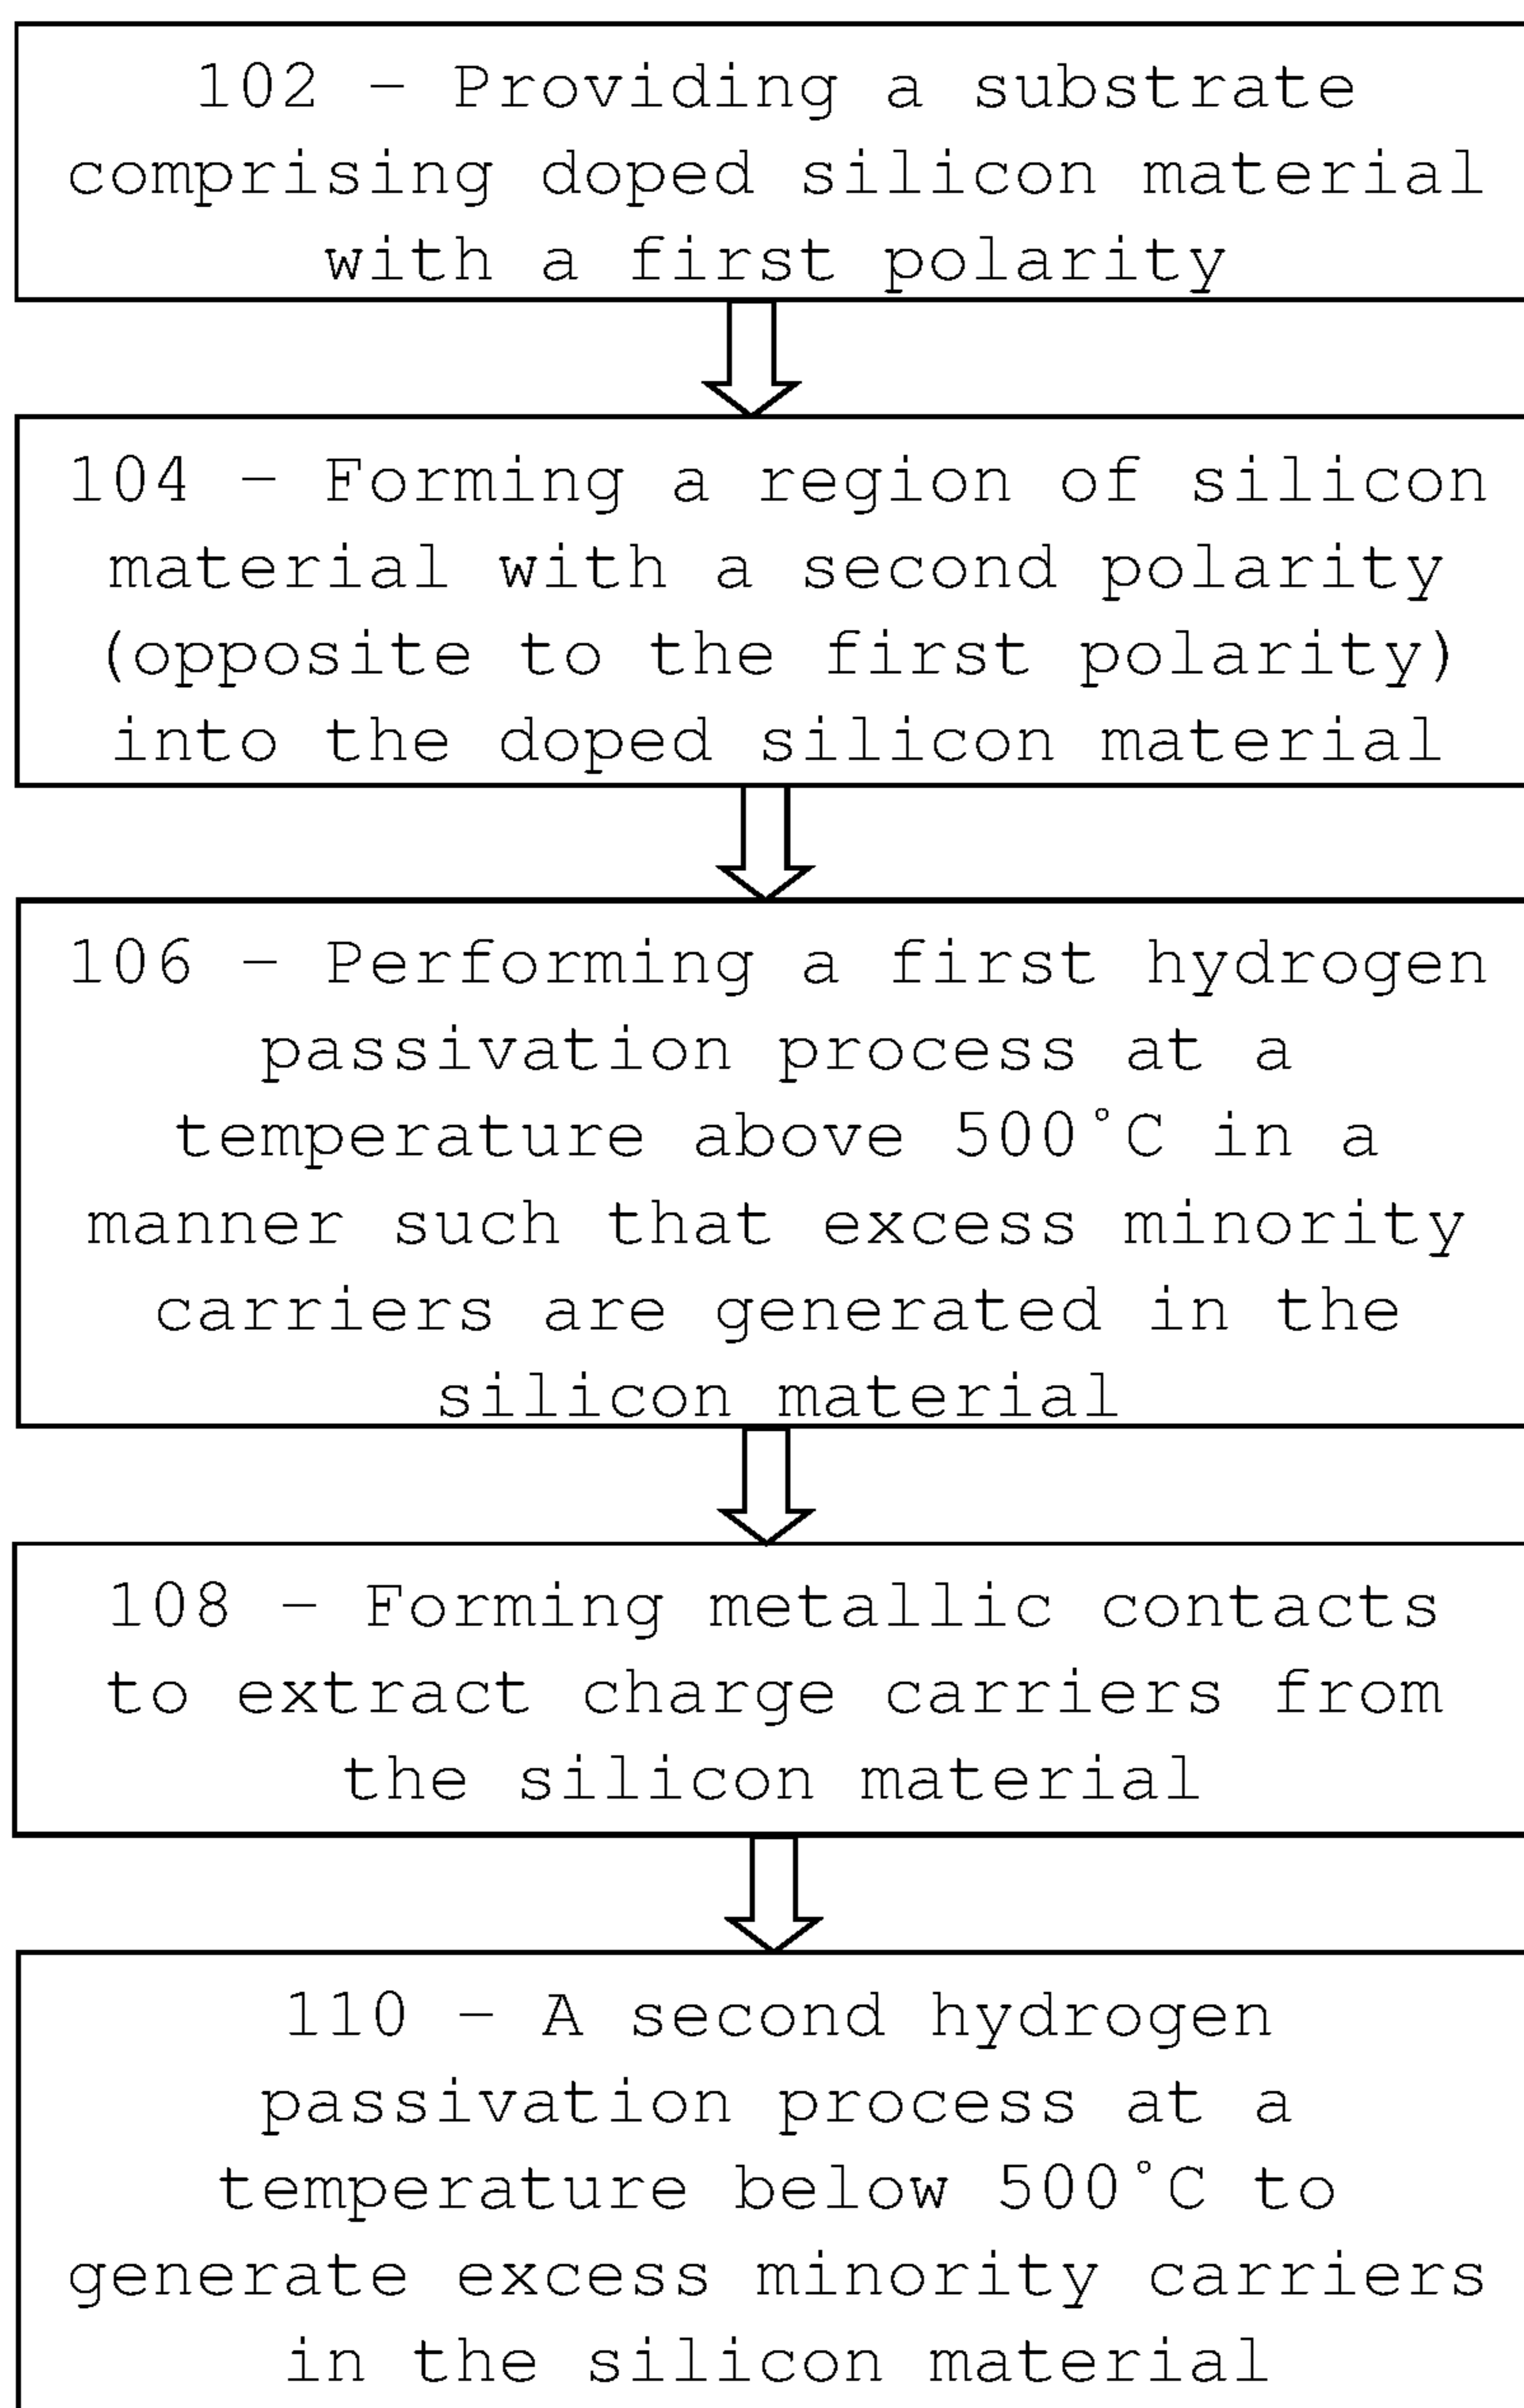 102 – Providing a substrate
comprising doped silicon material
with a first polarity
104 – Forming a region of silicon
material with a second polarity
(opposite to the first polarity)
into the doped silicon material
106 – Performing a first hydrogen
passivation process at a
temperature above 500°C in a
manner such that excess minority
carriers are generated in the
silicon material
108 – Forming metallic contacts
to extract charge carriers from
the silicon material
110 – A second hydrogen
passivation process at a
temperature below 500°C to
generate excess minority carriers
in the silicon material